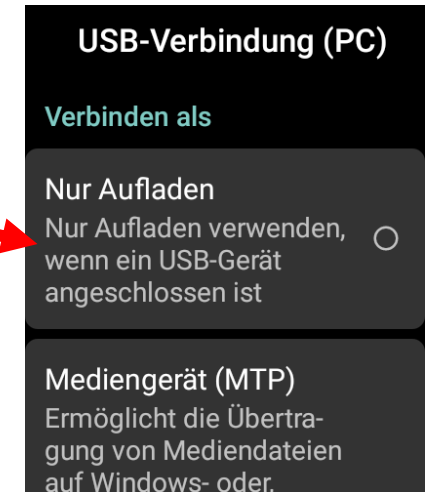 USB-Verbindung (PC)
Verbinden als
Nur Aufladen
Nur Aufladen verwenden,
wenn ein USB-Gerät
angeschlossen ist
Mediengerät (MTP)
Ermöglicht die Übertra-
gung von Mediendateien
auf Windows- oder